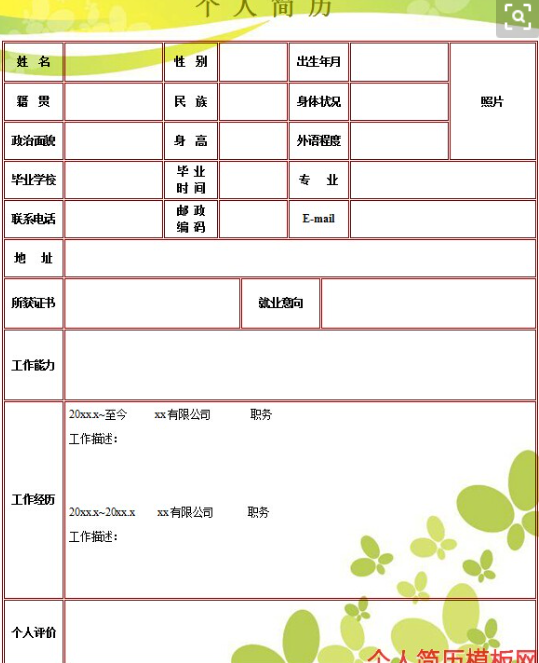 个人简历
姓 名 性 别 出生年月
籍 贯 民 族 身体状况 照片
政治面貌 身 高 外语程度
毕业学校 毕 业 时 间 专 业
联系电话 邮 政 编 码 E-mail
地 址
所获证书 就业意向
工作能力
20xx.x~至今 xx有限公司 职务
工作描述:
工作经历
20xx.x~20xx.x xx有限公司 职务
工作描述:
个人评价
个人简历模板网